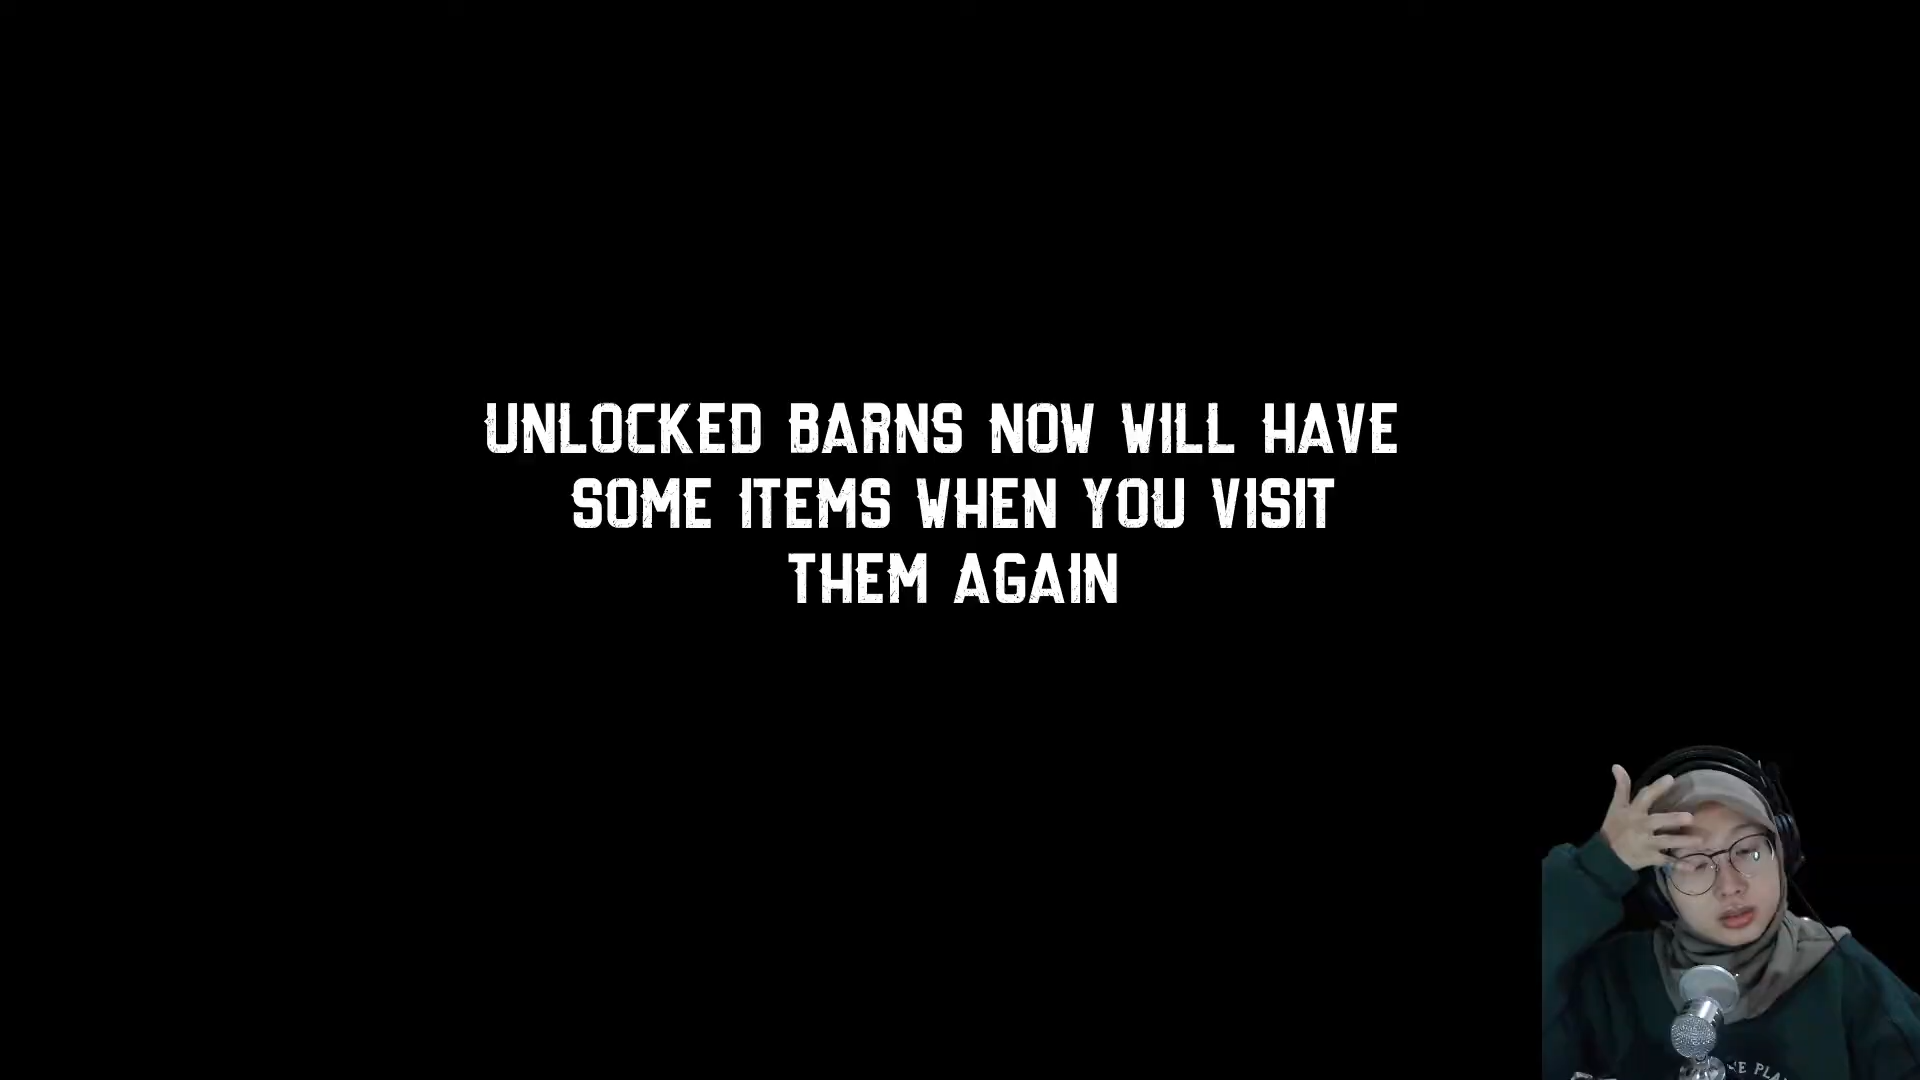 UNLOCKED BARNS NOW WILL HAVE
SOME ITEMS WHEN YOU VISIT
THEM AGAIN